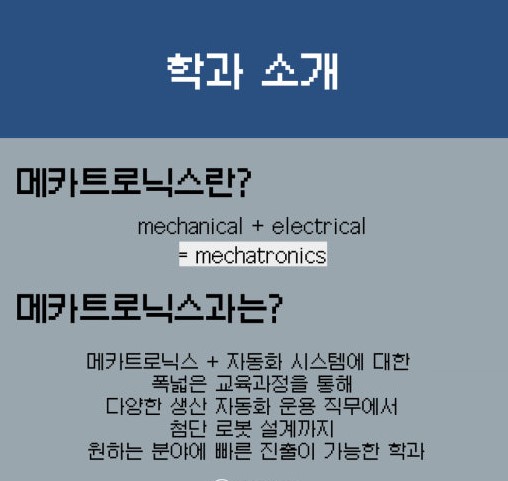 학과 소개
메카트로닉스란?
mechanical + electrical
= mechatronics
메카트로닉스과는?
메카트로닉스 + 자동화 시스템에 대한
폭넓은 교육과정을 통해
다양한 생산 자동화 운용 직무에서
첨단 로봇 설계까지
원하는 분야에 빠른 진출이 가능한 학과